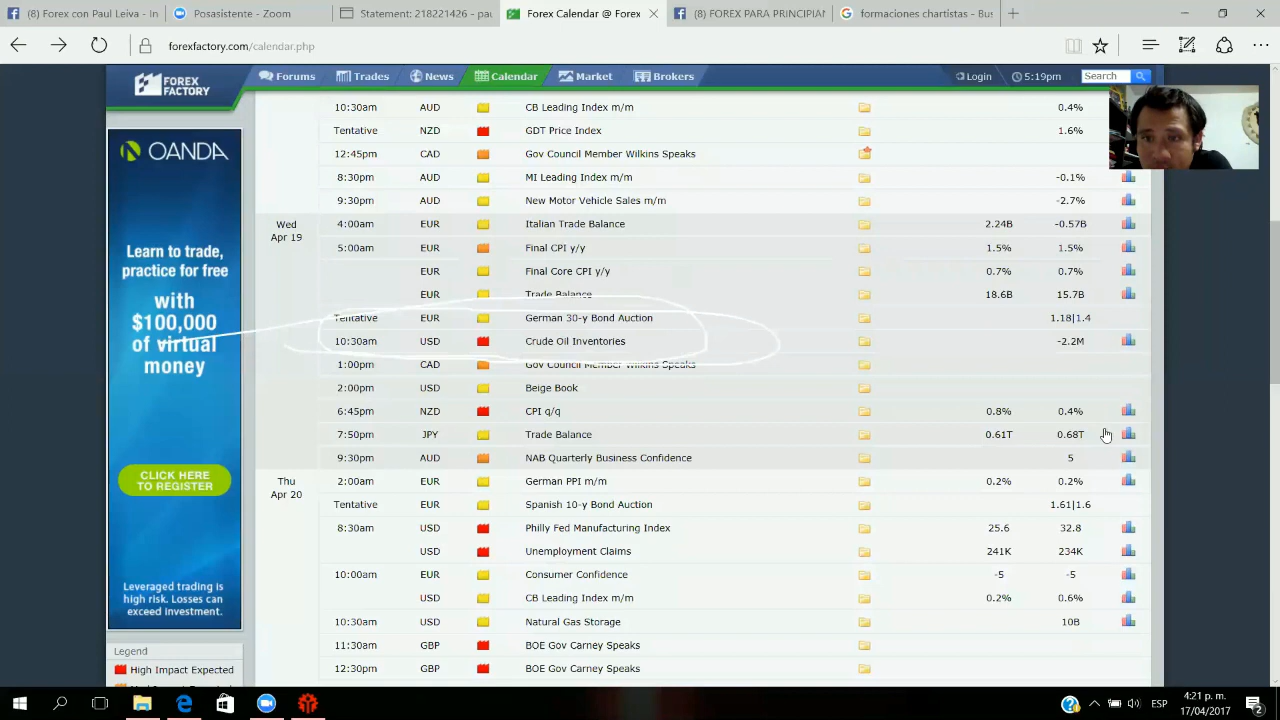 Forex con Paul Leiva - In
Posasistente - Zoom
Statement: 218221426 - pau
Forex Calendar @ Forex
(8) FOREX PARA PRINCIPIAN
formaciones chartistas - Bus
forexfactory.com/calendar.php
FOREX FACTORY
Forums
Trades
News
Calendar
Market
Brokers
Login
5:19pm
Search
OANDA
Learn to trade,
practice for free
with
$100,000
of virtual
money
CLICK HERE
TO REGISTER
Leveraged trading is
high risk. Losses can
exceed investment.
Legend
High Impact Expected
10:30am AUD CB Leading Index m/m 0.4%
Tentative NZD GDT Price Index 1.6%
12:45pm CAD Gov Council Member Wilkins Speaks
8:30pm AUD MI Leading Index m/m -0.1%
9:30pm AUD New Motor Vehicle Sales m/m -2.7%
Wed Apr 19 4:00am EUR Italian Trade Balance 2.24B -0.57B
5:00am EUR Final CPI y/y 1.5% 1.5%
EUR Final Core CPI y/y 0.7% 0.7%
EUR Trade Balance 18.6B 15.7B
Tentative EUR German 30-y Bond Auction 1.18|1.4
10:30am USD Crude Oil Inventories -2.2M
1:00pm CAD Gov Council Member Wilkins Speaks
2:00pm USD Beige Book
6:45pm NZD CPI q/q 0.8% 0.4%
7:50pm JPY Trade Balance 0.61T 0.68T
9:30pm AUD NAB Quarterly Business Confidence 5
Thu Apr 20 2:00am EUR German PPI m/m 0.2% 0.2%
Tentative EUR Spanish 10-y Bond Auction 1.61|1.6
8:30am USD Philly Fed Manufacturing Index 25.6 32.8
USD Unemployment Claims 241K 234K
10:00am EUR Consumer Confidence -5 -5
USD CB Leading Index m/m 0.2% 0.6%
10:30am USD Natural Gas Storage 10B
11:30am GBP BOE Gov Carney Speaks
12:30pm GBP BOE Gov Carney Speaks
ESP
4:21 p. m.
17/04/2017
2